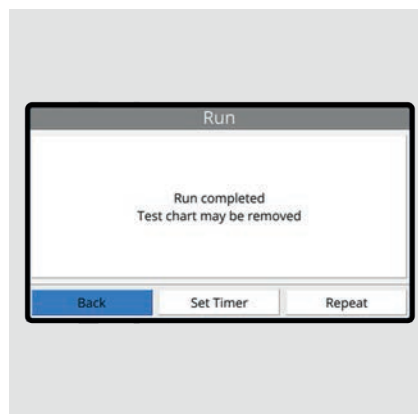 Run
Run completed
Test chart may be removed
Back
Set Timer
Repeat